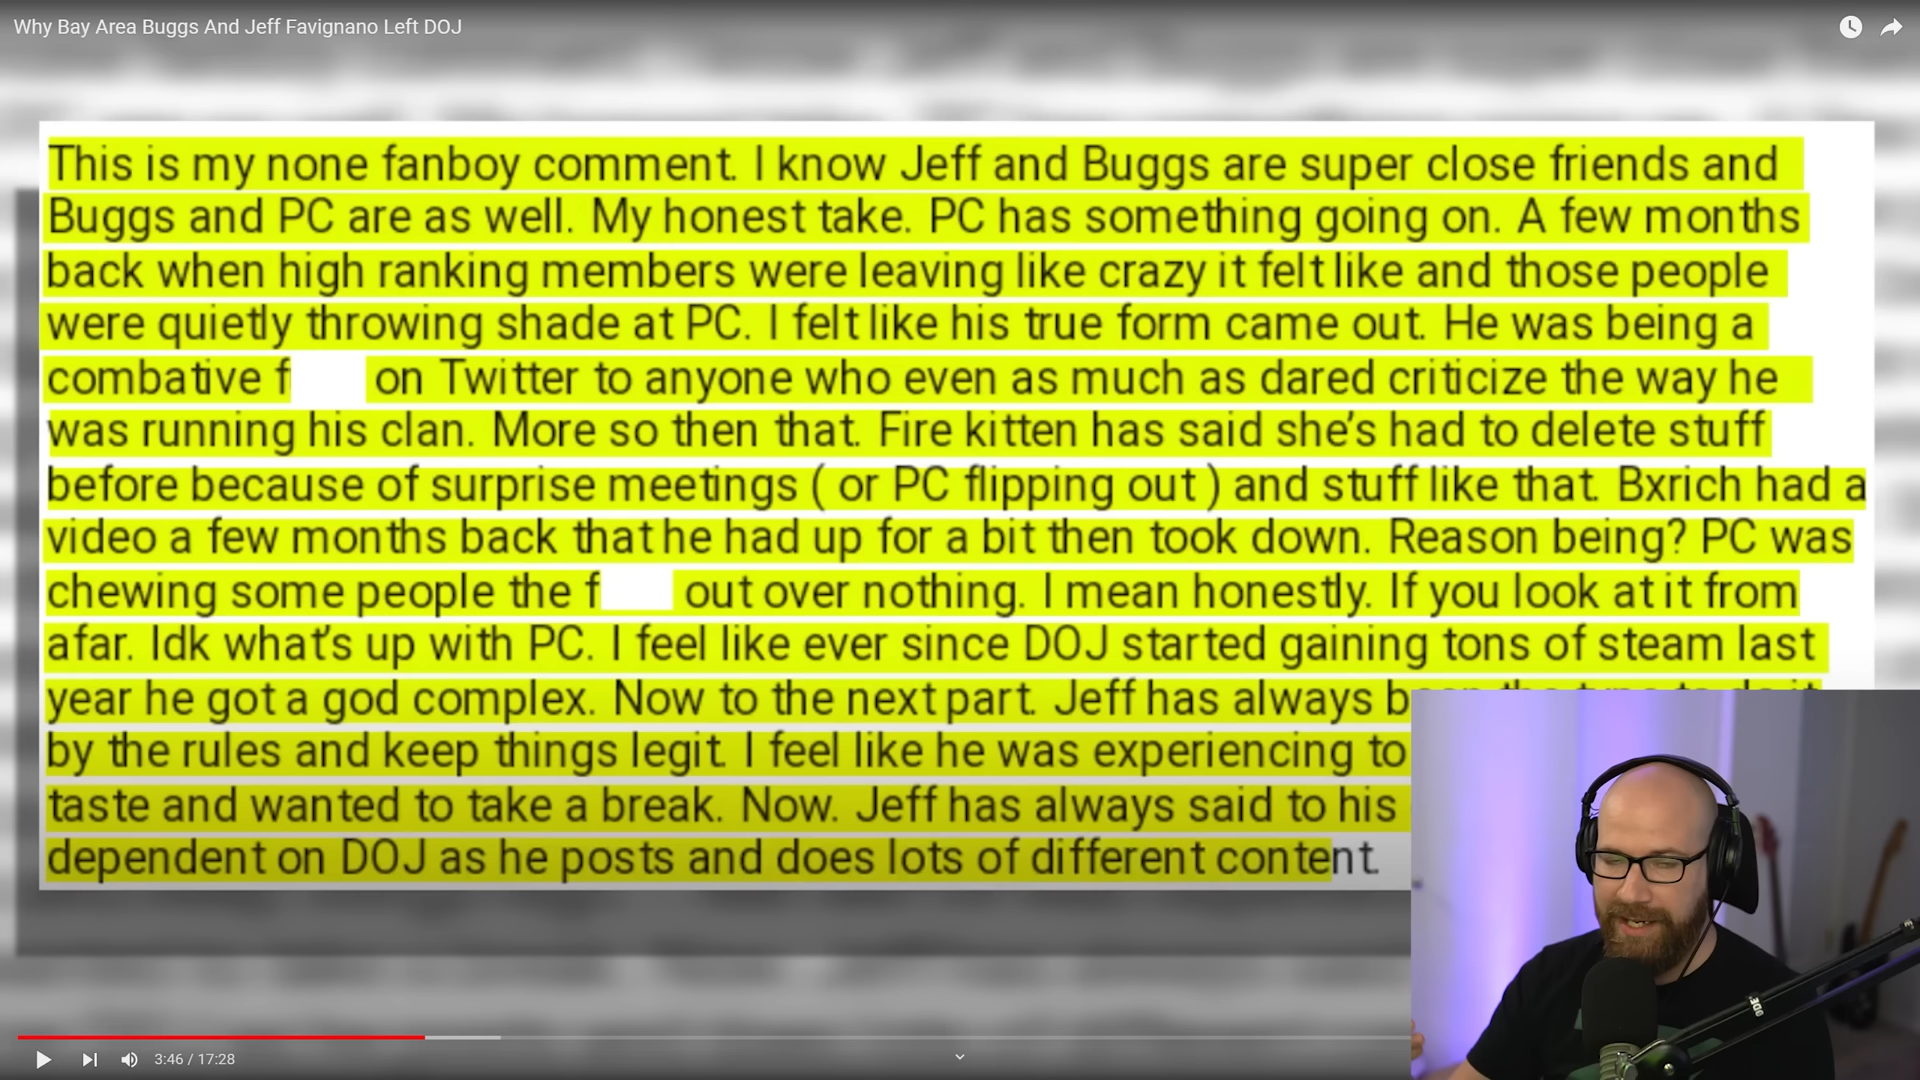 Why Bay Area Buggs And Jeff Favignano Left DOJ
This is my none fanboy comment. I know Jeff and Buggs are super close friends and
Buggs and PC are as well. My honest take. PC has something going on. A few months
back when high ranking members were leaving like crazy it felt like and those people
were quietly throwing shade at PC. I felt like his true form came out. He was being a
combative f on Twitter to anyone who even as much as dared criticize the way he
was running his clan. More so then that. Fire kitten has said she's had to delete stuff
before because of surprise meetings ( or PC flipping out ) and stuff like that. Bxrich had a
video a few months back that he had up for a bit then took down. Reason being? PC was
chewing some people the f out over nothing. I mean honestly. If you look at it from
afar. Idk what's up with PC. I feel like ever since DOJ started gaining tons of steam last
year he got a god complex. Now to the next part. Jeff has always
by the rules and keep things legit. I feel like he was experiencing to
taste and wanted to take a break. Now. Jeff has always said to his
dependent on DOJ as he posts and does lots of different content.
3:46 / 17:28